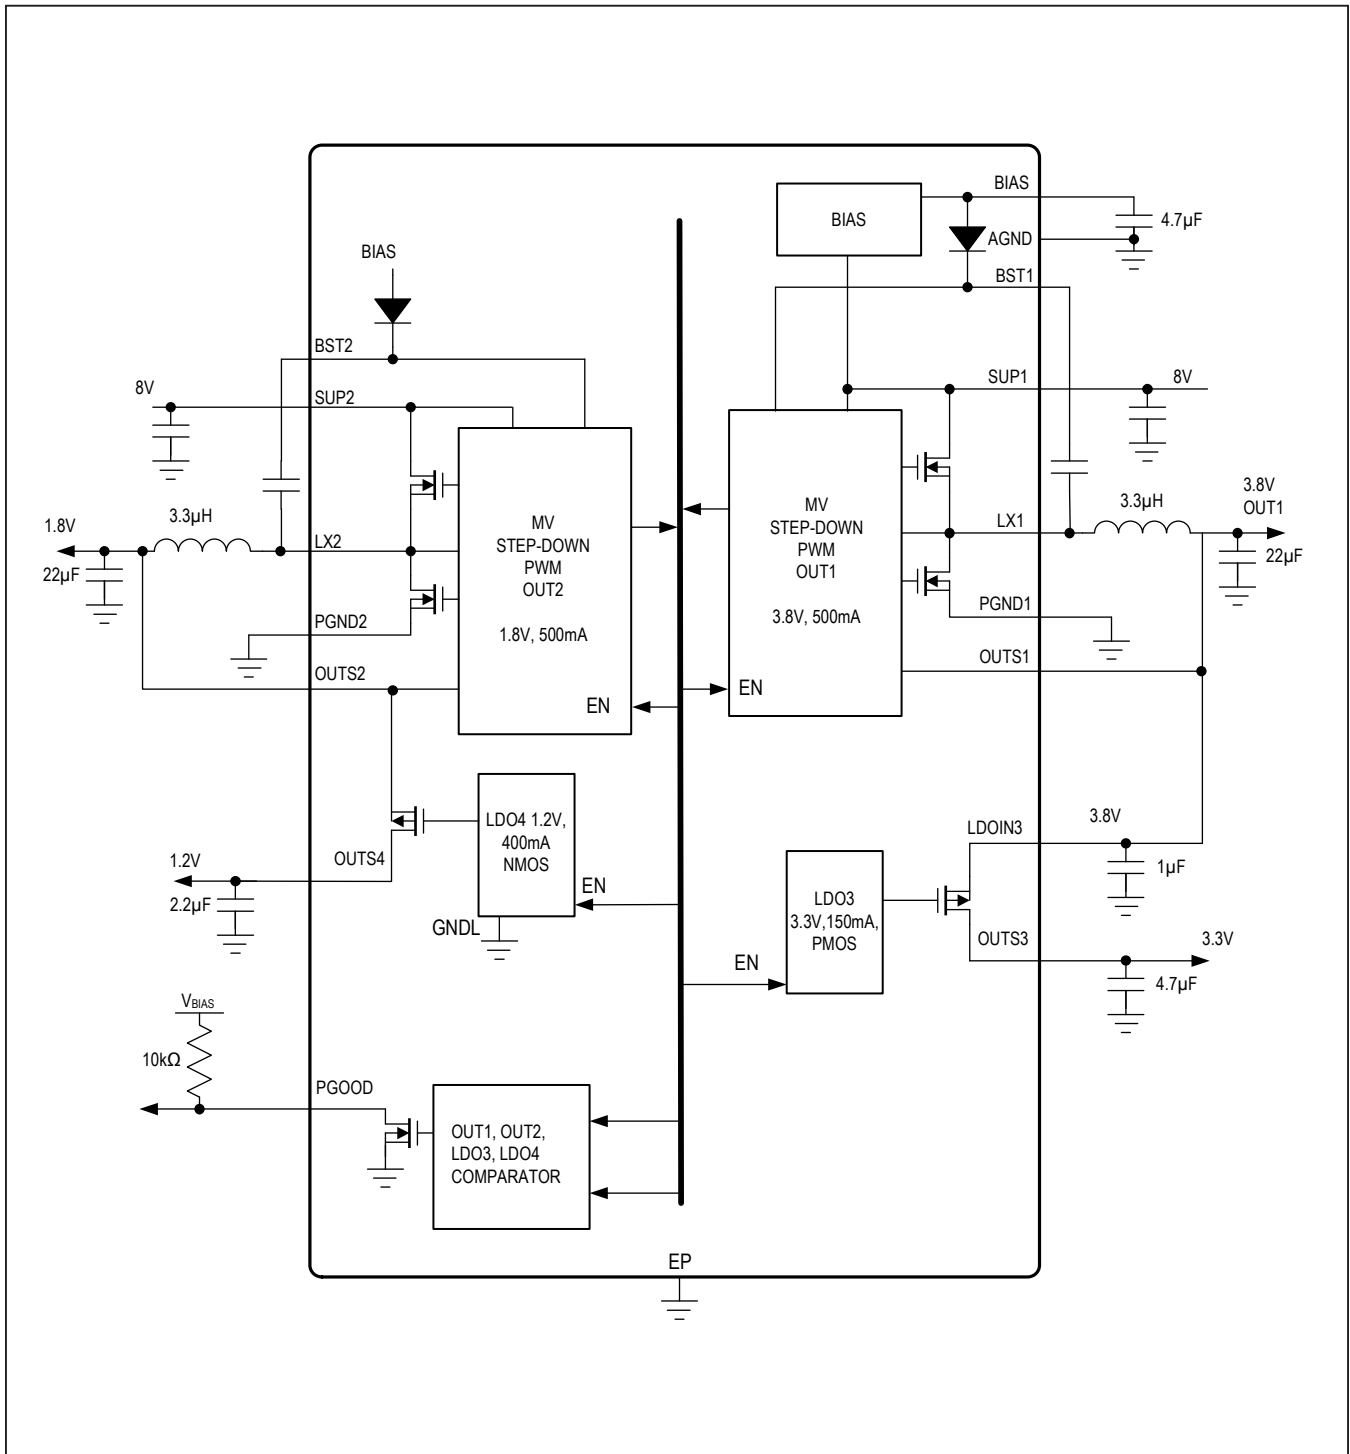 BIAS
BIAS
4.7µF
AGND
BIAS
BST1
BST2
8V
SUP2
SUP1
8V
3.3µH
1.8V
LX2
22µF
MV
STEP-DOWN
PWM
OUT2
1.8V, 500mA
EN
PGND2
OUTS2
MV
STEP-DOWN
PWM
OUT1
3.8V, 500mA
EN
LX1
3.3µH
3.8V
OUT1
22µF
PGND1
OUTS1
LDO4 1.2V,
400mA
NMOS
EN
GNDL
OUTS4
1.2V
2.2µF
LDOIN3
3.8V
1µF
LDO3
3.3V,150mA,
PMOS
EN
OUTS3
3.3V
4.7µF
VBIAS
10kΩ
PGOOD
OUT1, OUT2,
LDO3, LDO4
COMPARATOR
EP